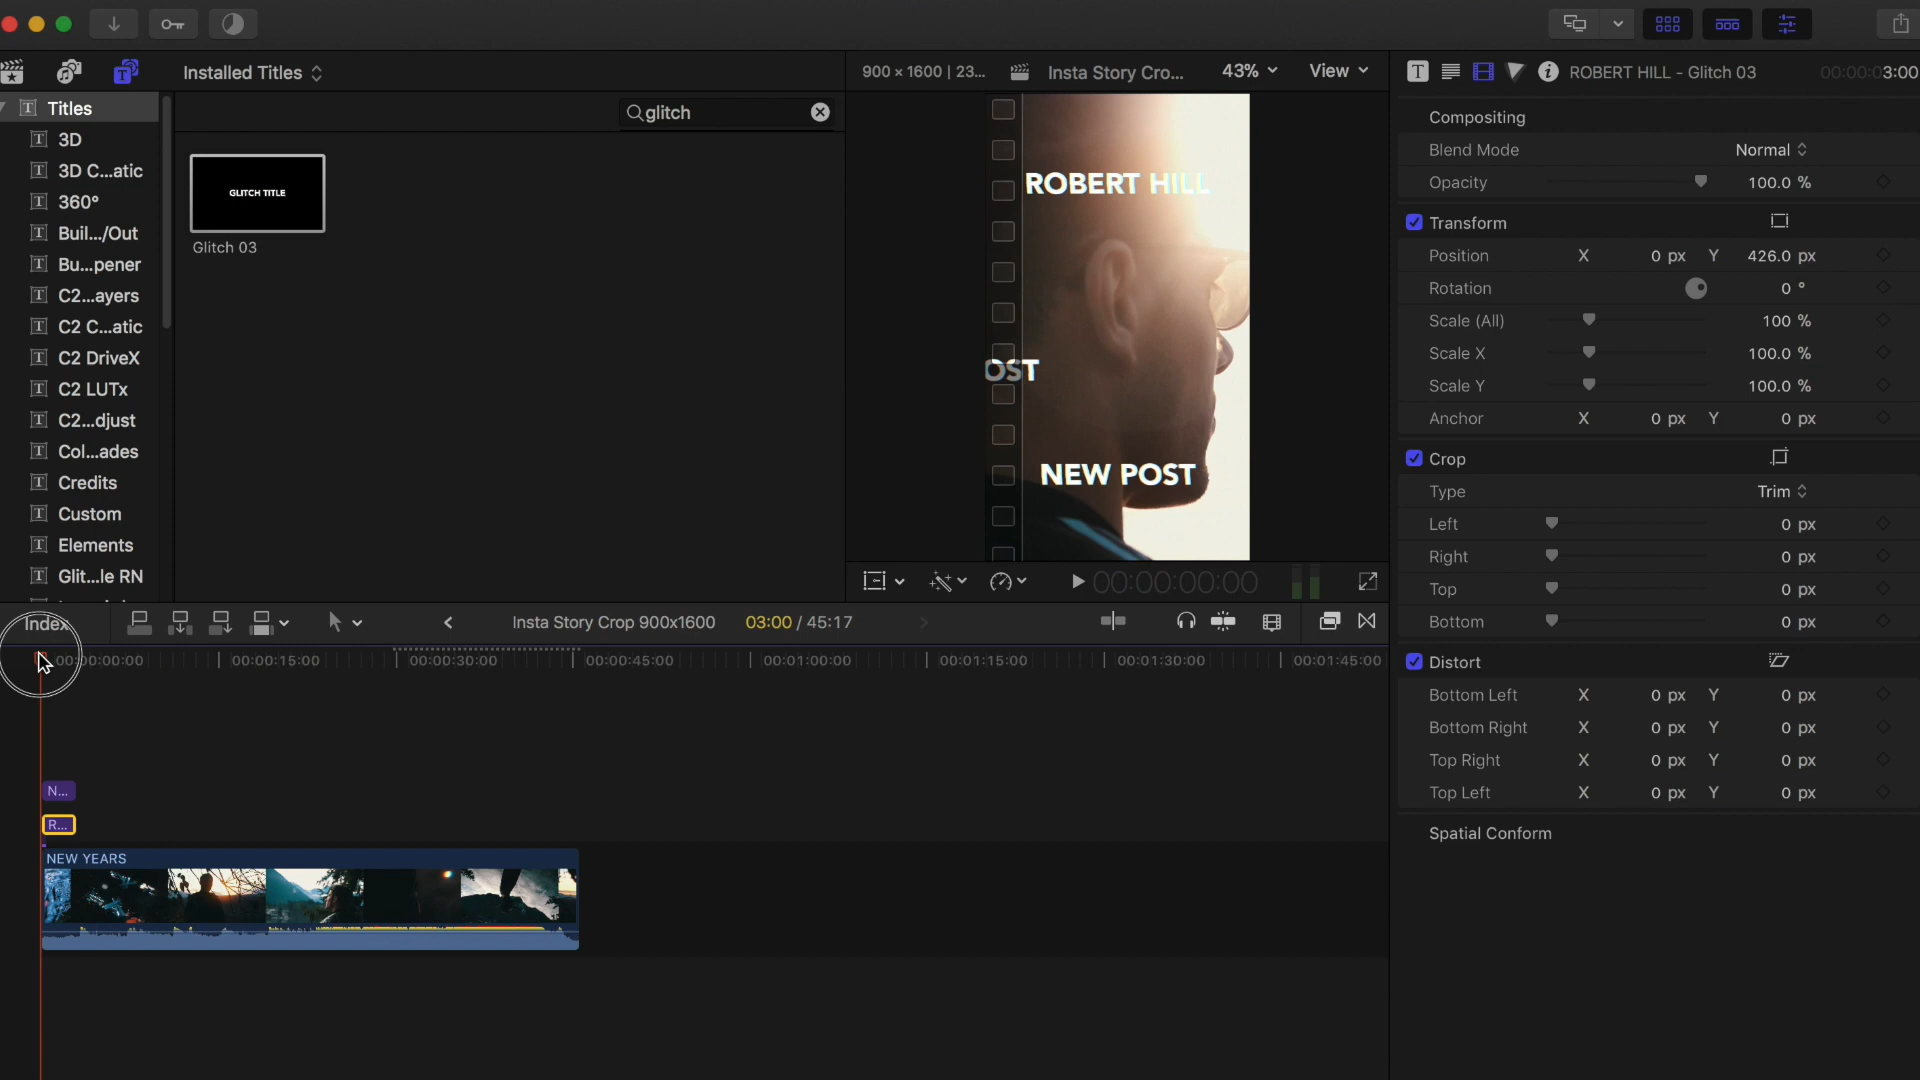 Installed Titles
900 × 1600 | 23...
Insta Story Cro...
43%
View
ROBERT HILL - Glitch 03
00:00:03:00
Titles
3D
3D C...atic
360°
Buil.../Out
Bu...pener
C2...ayers
C2 C...atic
C2 DriveX
C2 LUTx
C2...djust
Col...ades
Credits
Custom
Elements
Glit...le RN
glitch
GLITCH TITLE
Glitch 03
ROBERT HILL
OST
NEW POST
00:00:00:00
Compositing
Blend Mode Normal
Opacity 100.0 %
Transform
Position X 0 px Y 426.0 px
Rotation 0 °
Scale (All) 100 %
Scale X 100.0 %
Scale Y 100.0 %
Anchor X 0 px Y 0 px
Crop
Type Trim
Left 0 px
Right 0 px
Top 0 px
Bottom 0 px
Distort
Bottom Left X 0 px Y 0 px
Bottom Right X 0 px Y 0 px
Top Right X 0 px Y 0 px
Top Left X 0 px Y 0 px
Spatial Conform
Index
Insta Story Crop 900x1600
03:00 / 45:17
00:00:00:00
00:00:15:00
00:00:30:00
00:00:45:00
00:01:00:00
00:01:15:00
00:01:30:00
00:01:45:00
N...
R...
NEW YEARS